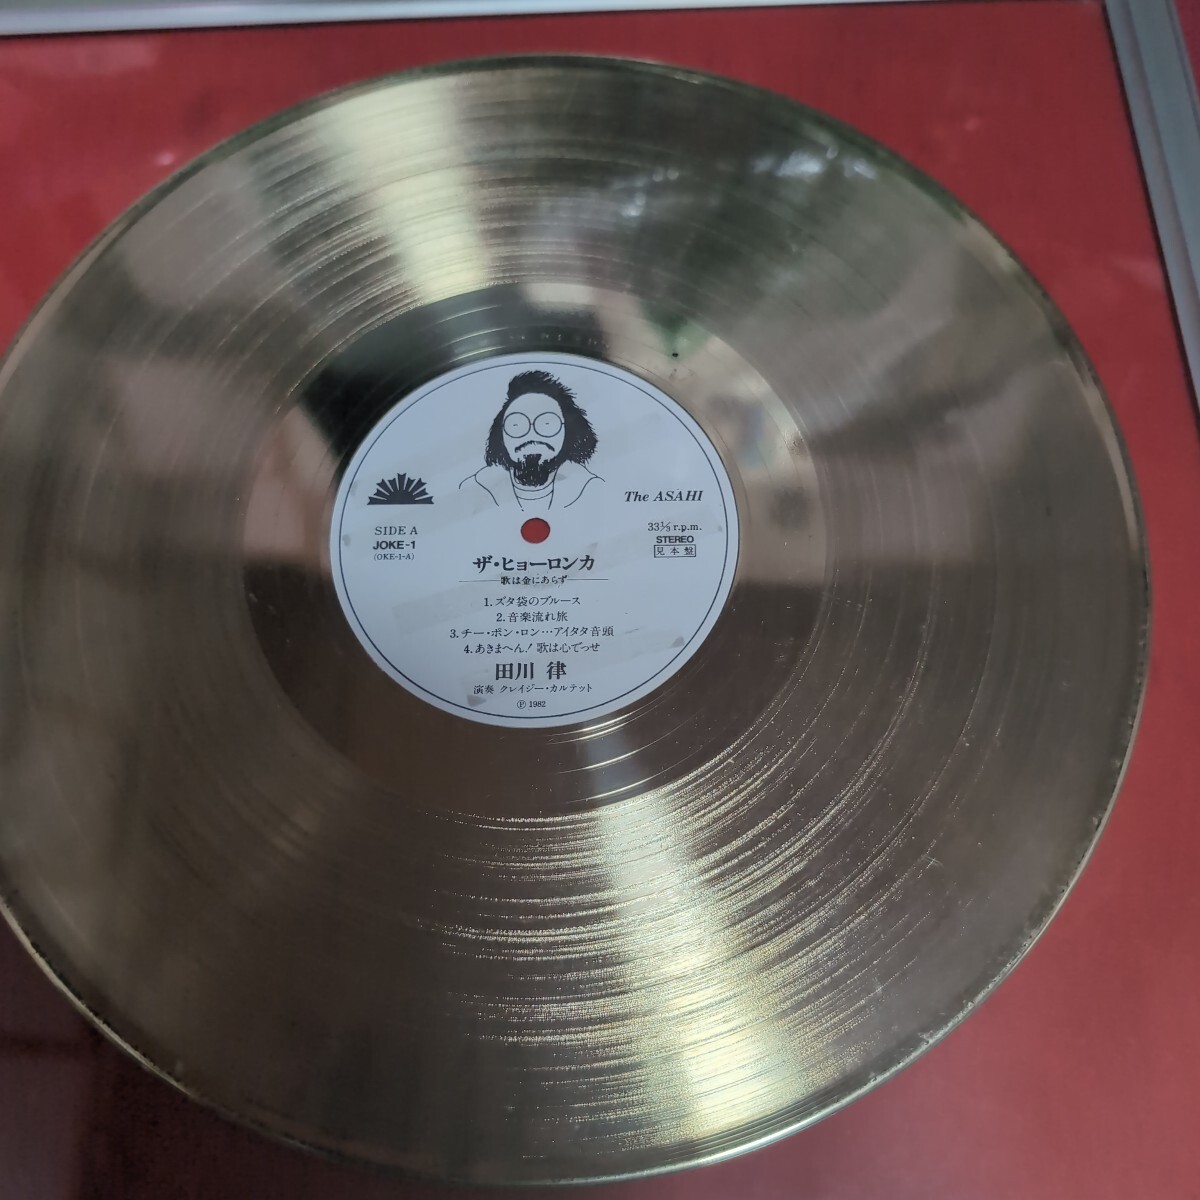 The ASAHI
SIDE A
JOKE-1
(OKE-1-A)
33⅓ r.p.m.
STEREO
見本盤
ザ・ヒョーロンカ
歌は金にあらず
1. ズタ袋のブルース
2. 音楽流れ旅
3. チー・ポン・ロン…アイタタ音頭
4. あきまへん! 歌は心でっせ
田川 律
演奏 クレイジー・カルテット
Ⓟ 1982